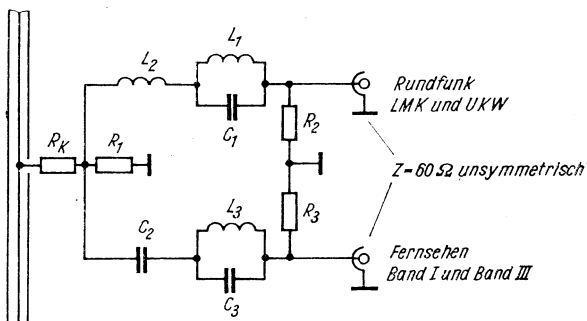 L₂
L₁
C₁
R₂
Rundfunk
LMK und UKW
R_K
R₁
Z = 60 Ω unsymmetrisch
C₂
L₃
C₃
R₃
Fernsehen
Band I und Band III